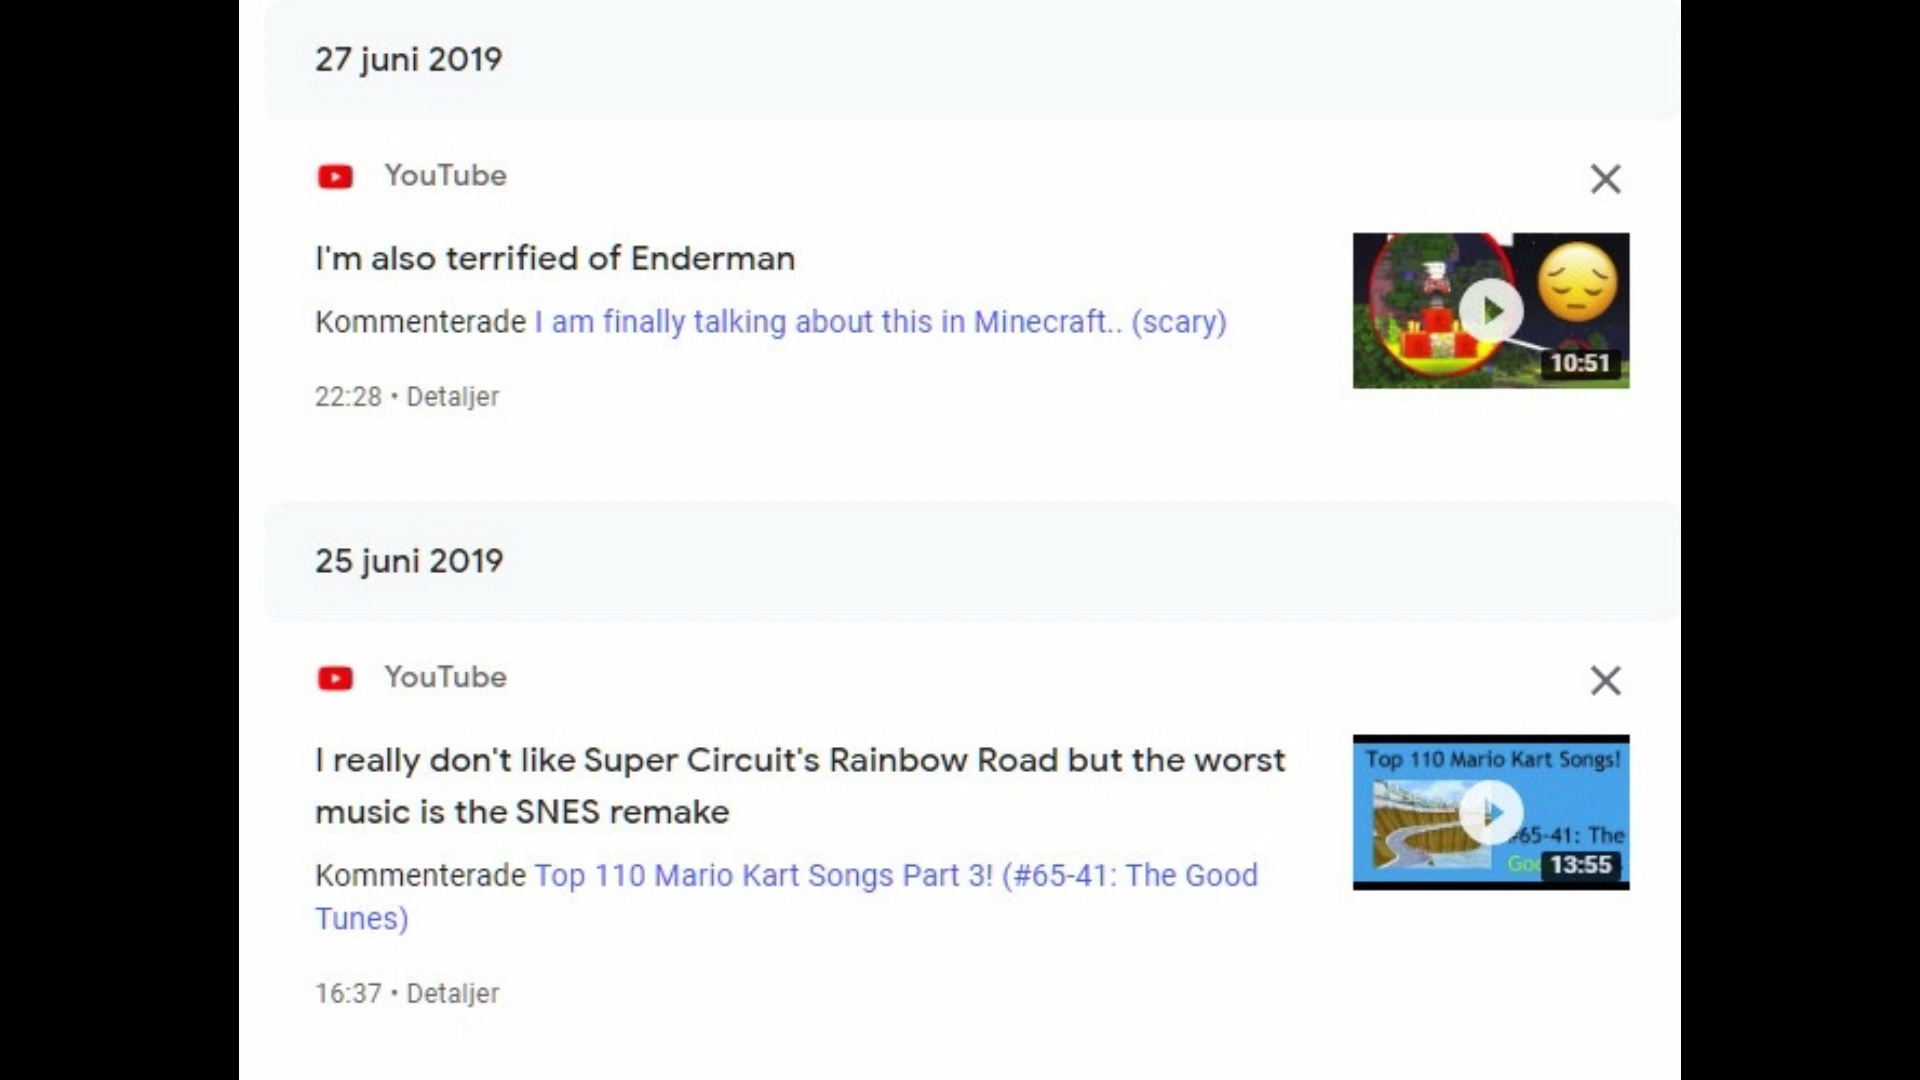 27 juni 2019
YouTube
I'm also terrified of Enderman
Kommenterade I am finally talking about this in Minecraft.. (scary)
10:51
22:28 • Detaljer
25 juni 2019
YouTube
I really don't like Super Circuit's Rainbow Road but the worst
music is the SNES remake
Kommenterade Top 110 Mario Kart Songs Part 3! (#65-41: The Good
Tunes)
Top 110 Mario Kart Songs!
#65-41: The
13:55
16:37 • Detaljer